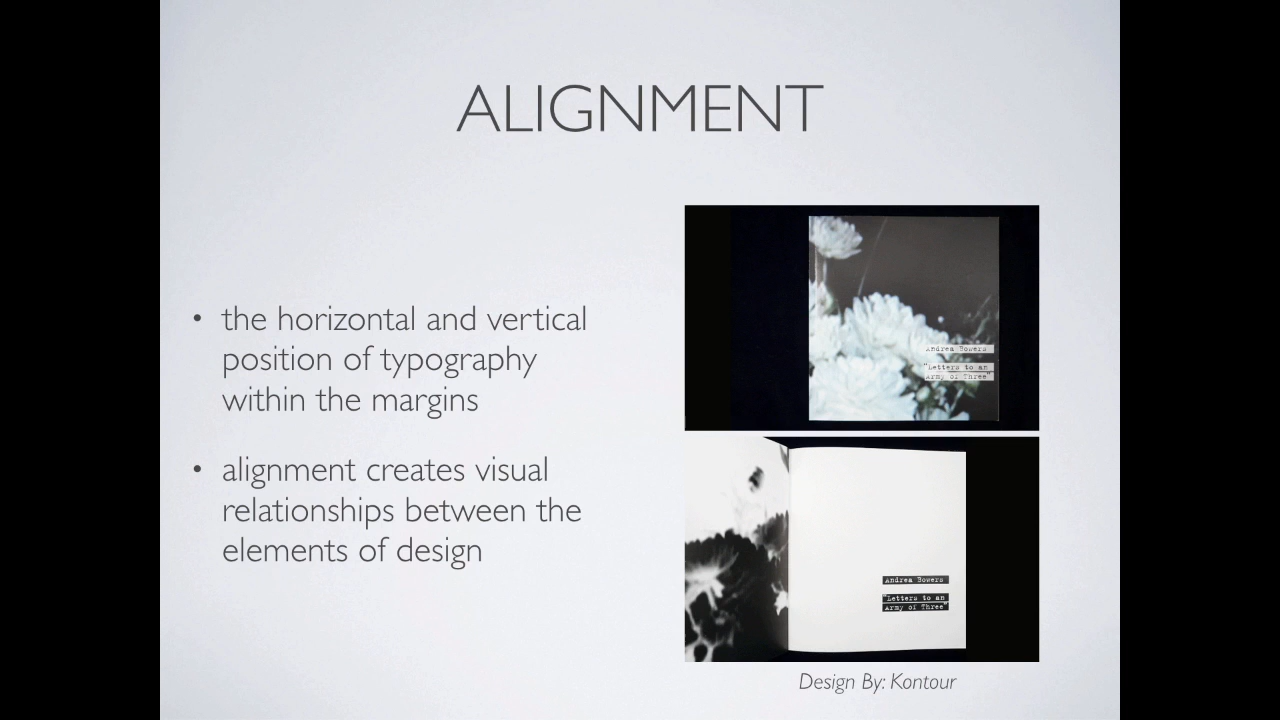 ALIGNMENT
• the horizontal and vertical
position of typography
within the margins
• alignment creates visual
relationships between the
elements of design
Andrea Bowers
"Letters to an
Army of Three"
Andrea Bowers
"Letters to an
Army of Three"
Design By: Kontour